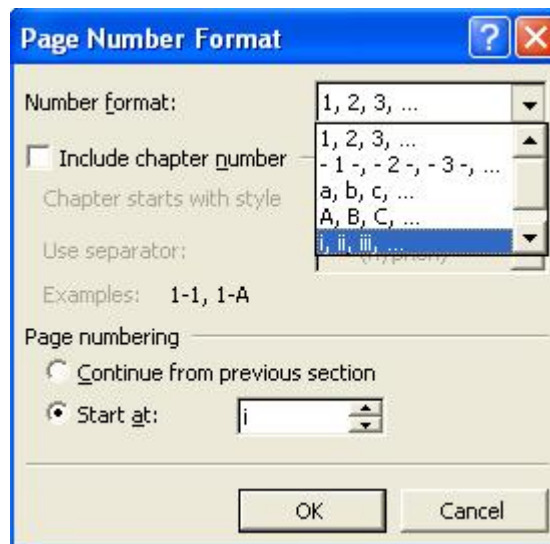 Page Number Format
Number format: 1, 2, 3, ...
1, 2, 3, ...
- 1 -, - 2 -, - 3 -, ...
Include chapter number
a, b, c, ...
Chapter starts with style
A, B, C, ...
i, ii, iii, ...
Use separator: (hyphen)
Examples: 1-1, 1-A
Page numbering
Continue from previous section
Start at: i
OK Cancel